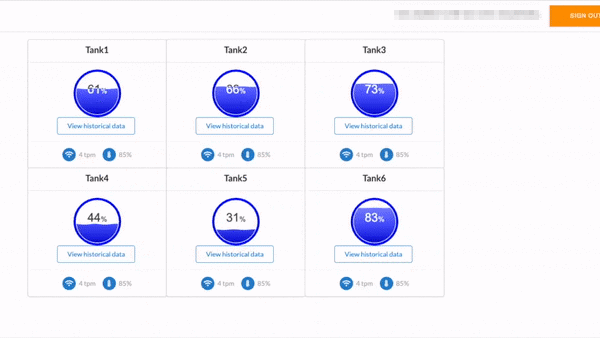 SIGN OUT
Tank1 Tank2 Tank3
61% 66% 73%
View historical data View historical data View historical data
4 tpm 85% 4 tpm 85% 4 tpm 85%
Tank4 Tank5 Tank6
44% 31% 83%
View historical data View historical data View historical data
4 tpm 85% 4 tpm 85% 4 tpm 85%